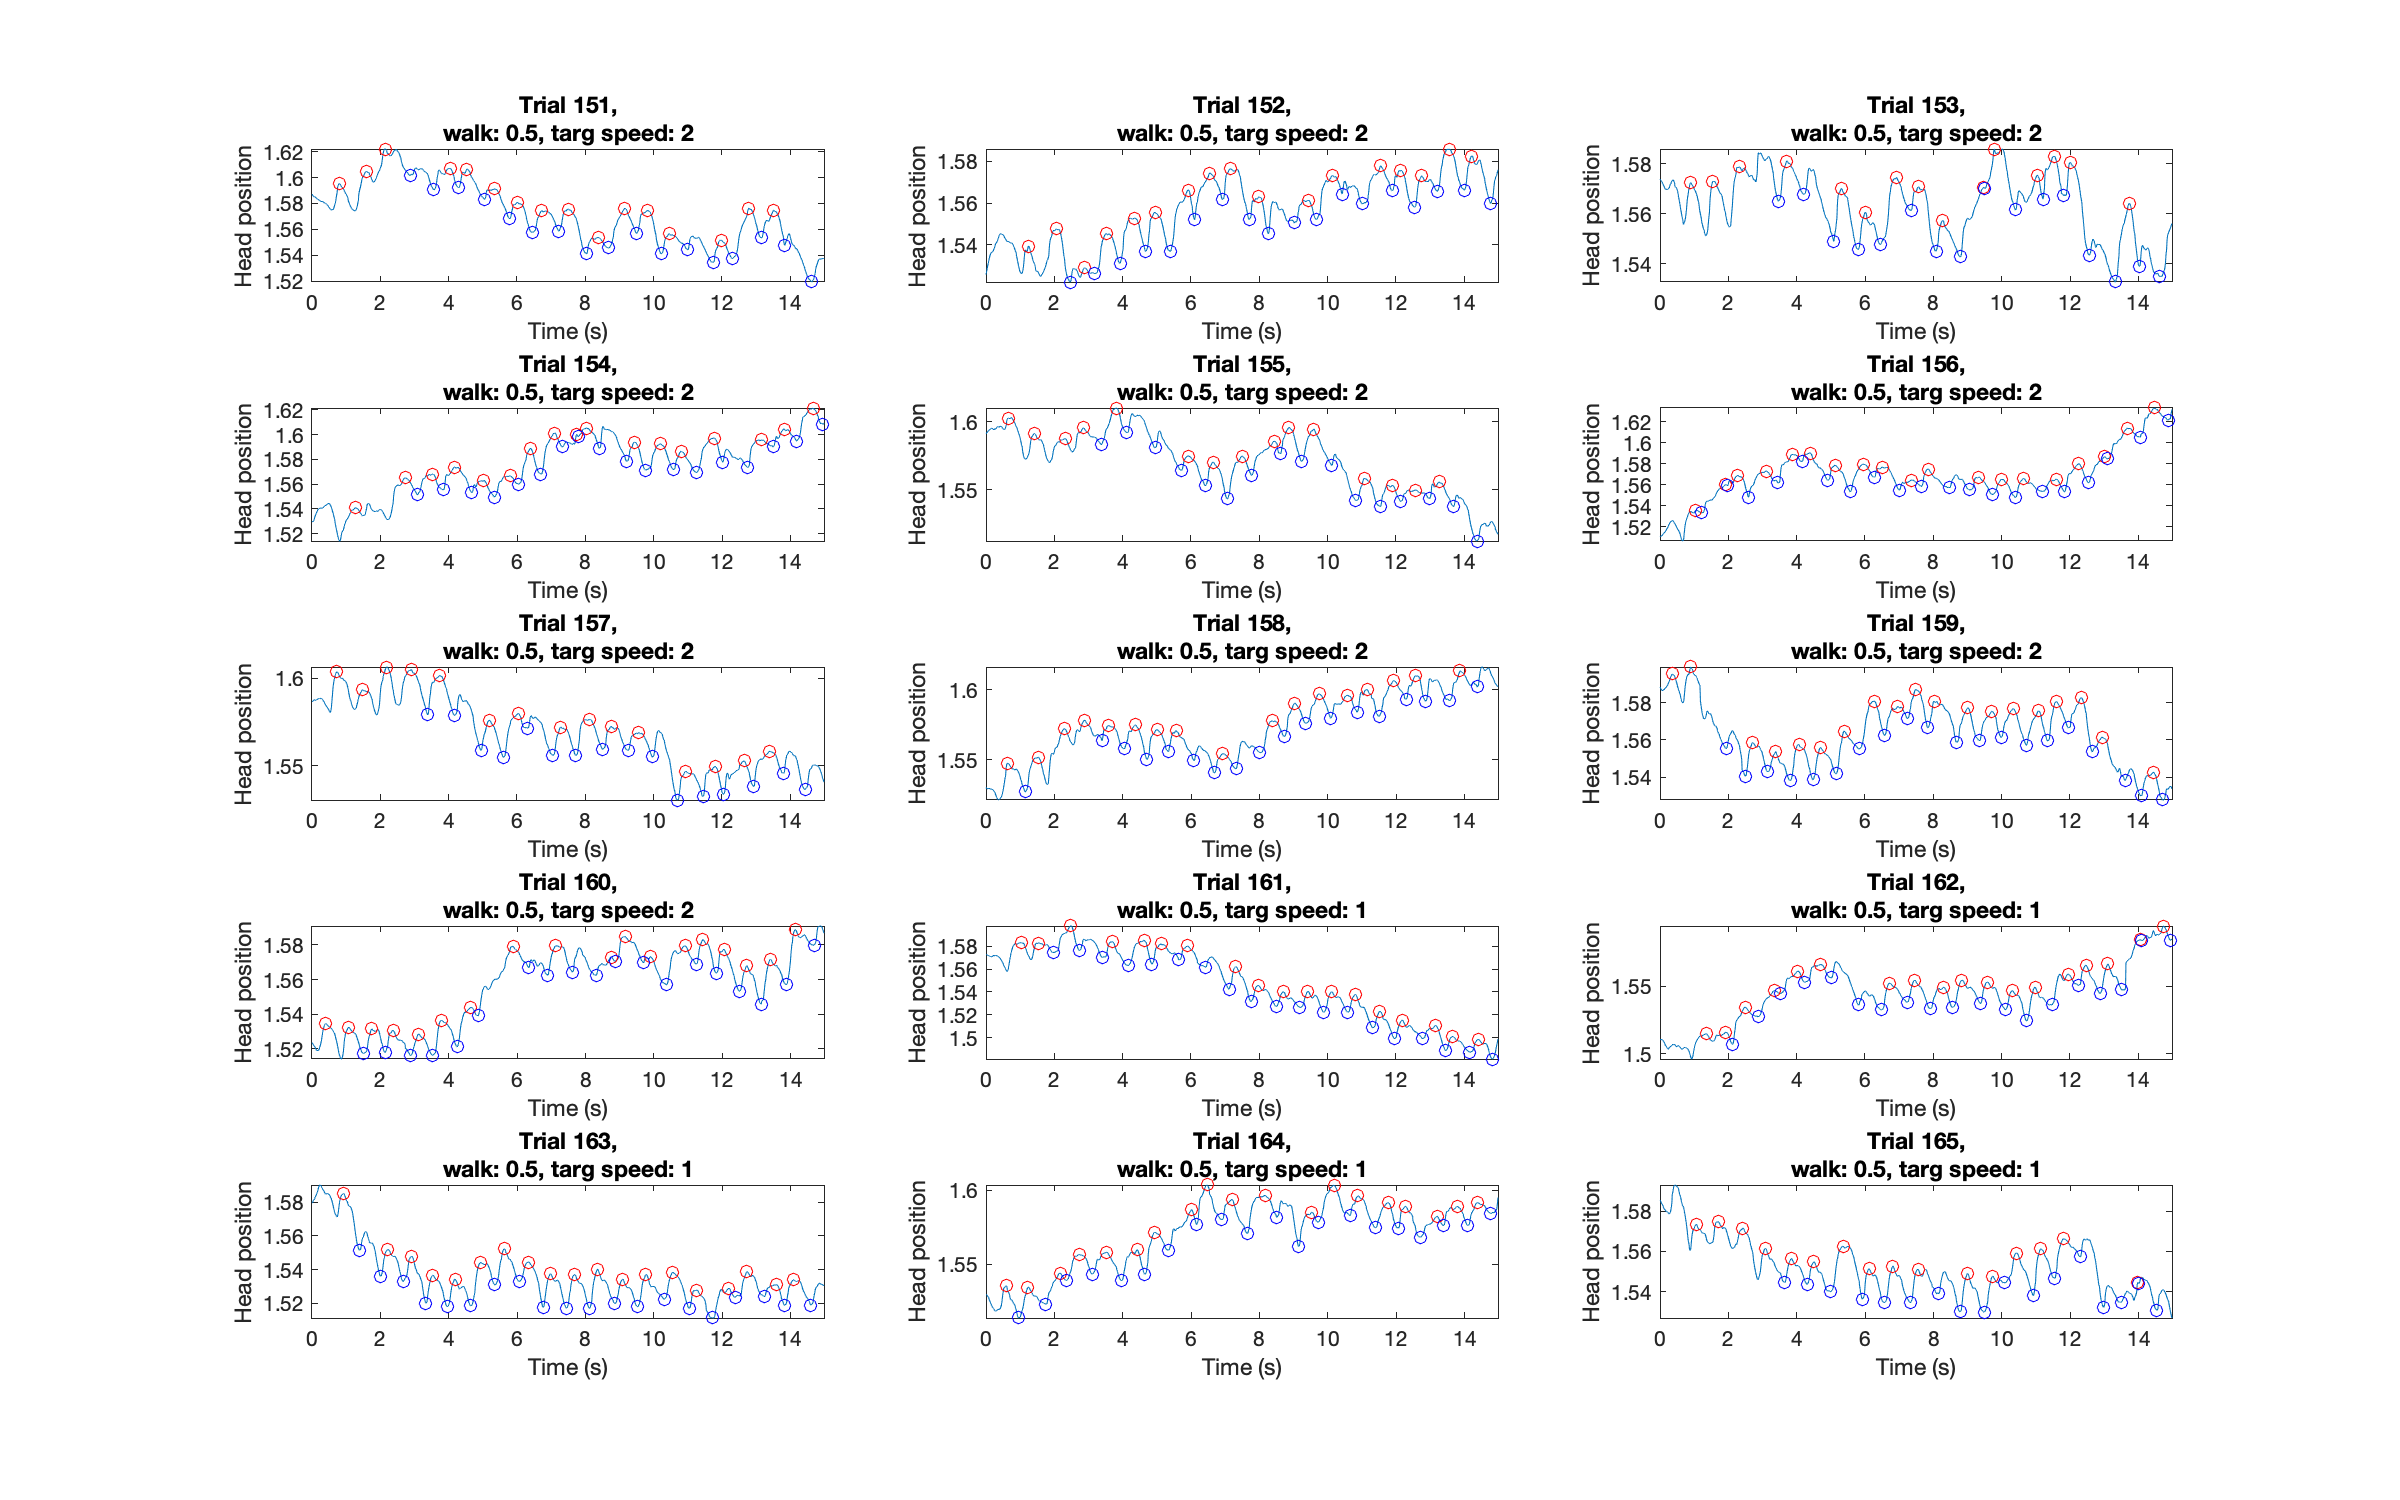 Trial 151,
walk: 0.5, targ speed: 2
Head position
1.62
1.6
1.58
1.56
1.54
1.52
0 2 4 6 8 10 12 14
Time (s)
Trial 152,
walk: 0.5, targ speed: 2
Head position
1.58
1.56
1.54
0 2 4 6 8 10 12 14
Time (s)
Trial 153,
walk: 0.5, targ speed: 2
Head position
1.58
1.56
1.54
0 2 4 6 8 10 12 14
Time (s)
Trial 154,
walk: 0.5, targ speed: 2
Head position
1.62
1.6
1.58
1.56
1.54
1.52
0 2 4 6 8 10 12 14
Time (s)
Trial 155,
walk: 0.5, targ speed: 2
Head position
1.6
1.55
0 2 4 6 8 10 12 14
Time (s)
Trial 156,
walk: 0.5, targ speed: 2
Head position
1.62
1.6
1.58
1.56
1.54
1.52
0 2 4 6 8 10 12 14
Time (s)
Trial 157,
walk: 0.5, targ speed: 2
Head position
1.6
1.55
0 2 4 6 8 10 12 14
Time (s)
Trial 158,
walk: 0.5, targ speed: 2
Head position
1.6
1.55
0 2 4 6 8 10 12 14
Time (s)
Trial 159,
walk: 0.5, targ speed: 2
Head position
1.58
1.56
1.54
0 2 4 6 8 10 12 14
Time (s)
Trial 160,
walk: 0.5, targ speed: 2
Head position
1.58
1.56
1.54
1.52
0 2 4 6 8 10 12 14
Time (s)
Trial 161,
walk: 0.5, targ speed: 1
Head position
1.58
1.56
1.54
1.52
1.5
0 2 4 6 8 10 12 14
Time (s)
Trial 162,
walk: 0.5, targ speed: 1
Head position
1.55
1.5
0 2 4 6 8 10 12 14
Time (s)
Trial 163,
walk: 0.5, targ speed: 1
Head position
1.58
1.56
1.54
1.52
0 2 4 6 8 10 12 14
Time (s)
Trial 164,
walk: 0.5, targ speed: 1
Head position
1.6
1.55
0 2 4 6 8 10 12 14
Time (s)
Trial 165,
walk: 0.5, targ speed: 1
Head position
1.58
1.56
1.54
0 2 4 6 8 10 12 14
Time (s)